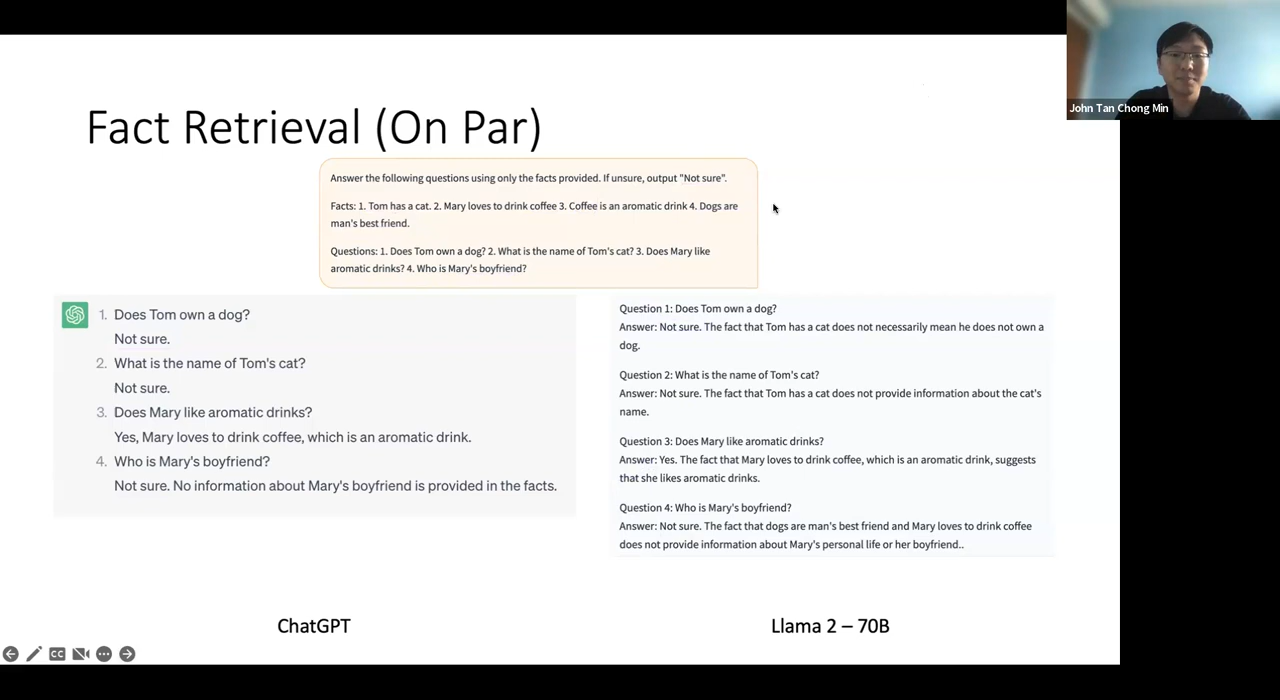 John Tan Chong Min
Fact Retrieval (On Par)
Answer the following questions using only the facts provided. If unsure, output "Not sure".
Facts: 1. Tom has a cat. 2. Mary loves to drink coffee 3. Coffee is an aromatic drink 4. Dogs are
man's best friend.
Questions: 1. Does Tom own a dog? 2. What is the name of Tom's cat? 3. Does Mary like
aromatic drinks? 4. Who is Mary's boyfriend?
1. Does Tom own a dog?
Not sure.
2. What is the name of Tom's cat?
Not sure.
3. Does Mary like aromatic drinks?
Yes, Mary loves to drink coffee, which is an aromatic drink.
4. Who is Mary's boyfriend?
Not sure. No information about Mary's boyfriend is provided in the facts.
Question 1: Does Tom own a dog?
Answer: Not sure. The fact that Tom has a cat does not necessarily mean he does not own a
dog.
Question 2: What is the name of Tom's cat?
Answer: Not sure. The fact that Tom has a cat does not provide information about the cat's
name.
Question 3: Does Mary like aromatic drinks?
Answer: Yes. The fact that Mary loves to drink coffee, which is an aromatic drink, suggests
that she likes aromatic drinks.
Question 4: Who is Mary's boyfriend?
Answer: Not sure. The fact that dogs are man's best friend and Mary loves to drink coffee
does not provide information about Mary's personal life or her boyfriend..
ChatGPT
Llama 2 – 70B
CC